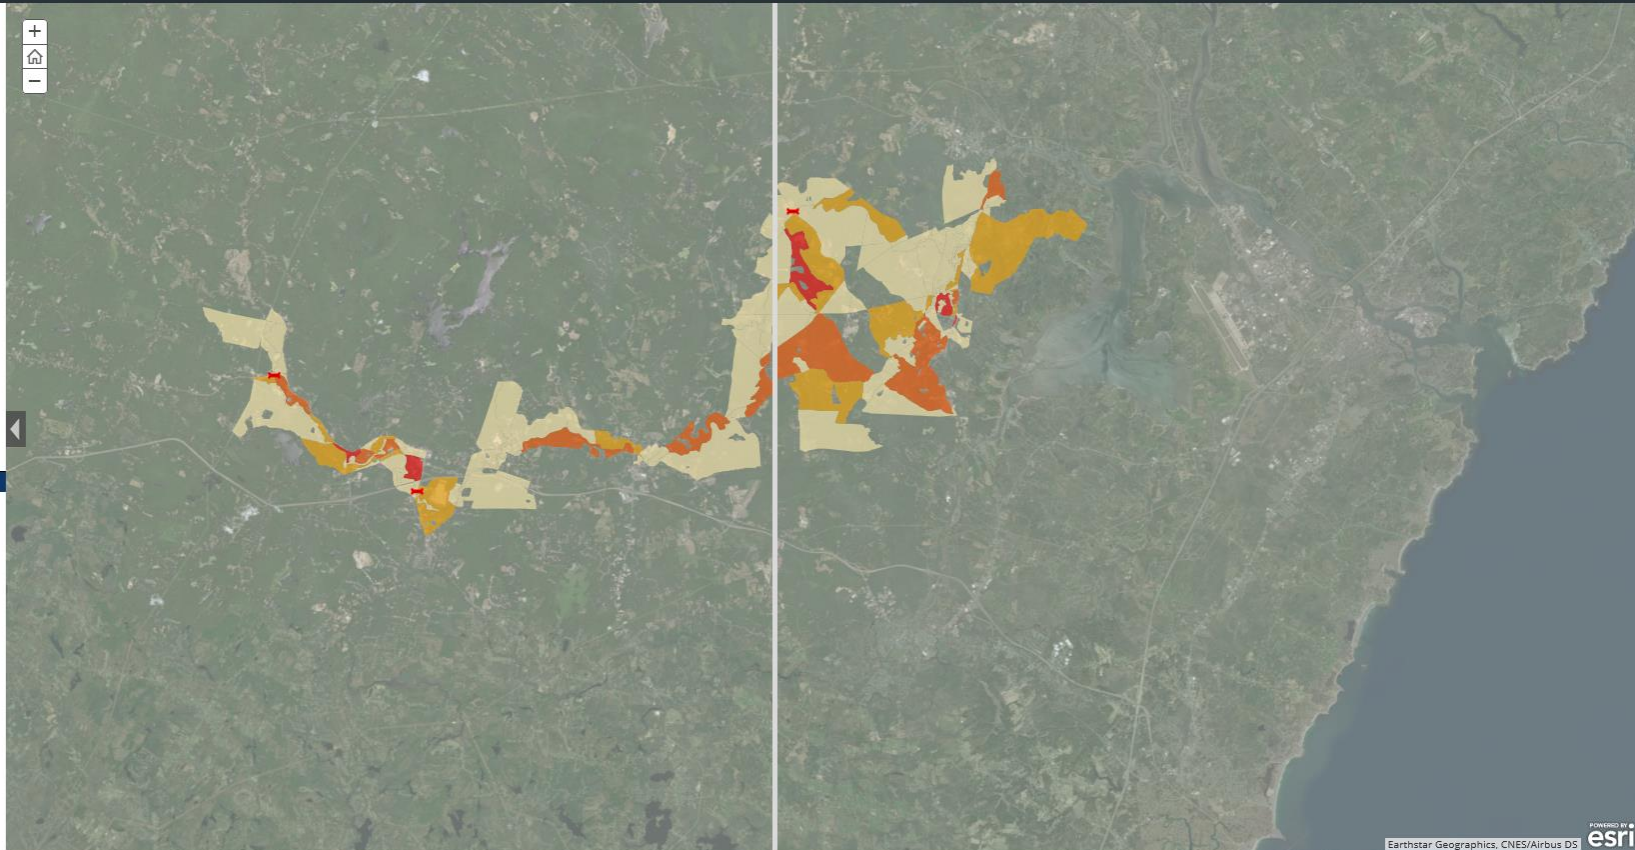 +
−
POWERED BY
esri
Earthstar Geographics, CNES/Airbus DS